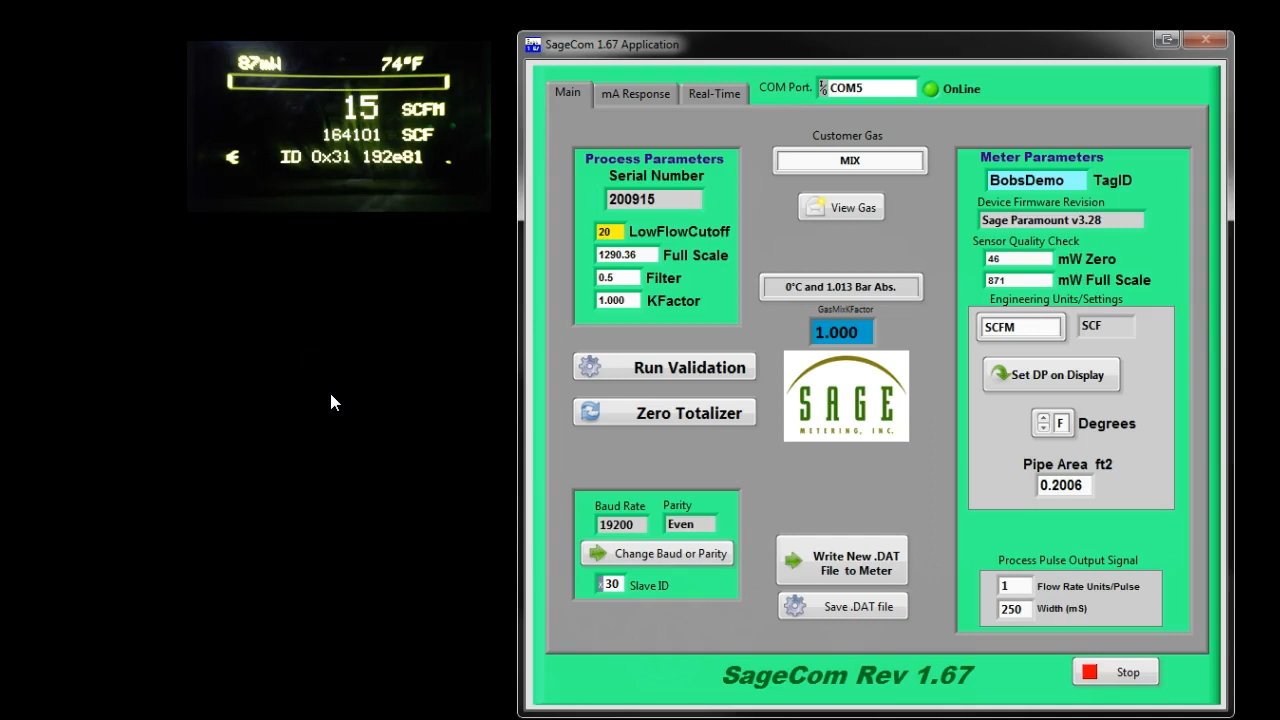 87mW 74°F
15 SCFM
164101 SCF
€ ID 0x31 192e81 .
SageCom 1.67 Application
Main
mA Response
Real-Time
COM Port.
COM5
OnLine
Process Parameters
Serial Number
200915
20 LowFlowCutoff
1290.36 Full Scale
0.5 Filter
1.000 KFactor
Run Validation
Zero Totalizer
Baud Rate Parity
19200 Even
Change Baud or Parity
x 30 Slave ID
Customer Gas
MIX
View Gas
0°C and 1.013 Bar Abs.
GasMixKFactor
1.000
SAGE
METERING, INC.
Write New .DAT
File to Meter
Save .DAT file
Meter Parameters
BobsDemo TagID
Device Firmware Revision
Sage Paramount v3.28
Sensor Quality Check
46 mW Zero
871 mW Full Scale
Engineering Units/Settings
SCFM SCF
Set DP on Display
F Degrees
Pipe Area ft2
0.2006
Process Pulse Output Signal
1 Flow Rate Units/Pulse
250 Width (mS)
SageCom Rev 1.67
Stop